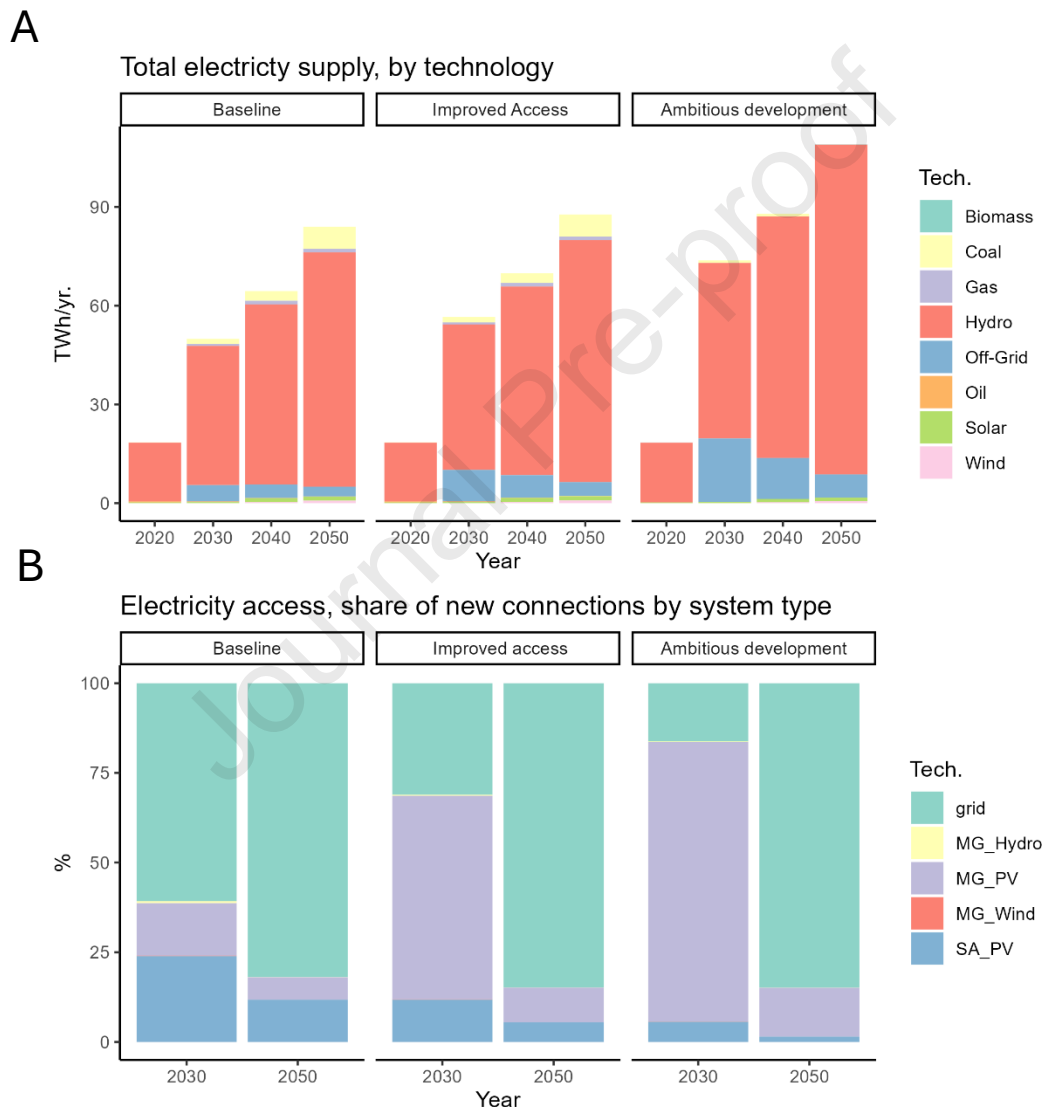 A
Total electricty supply, by technology
Baseline
Improved Access
Ambitious development
90
60
30
0
TWh/yr.
2020 2030 2040 2050
2020 2030 2040 2050
2020 2030 2040 2050
Year
Tech.
Biomass
Coal
Gas
Hydro
Off-Grid
Oil
Solar
Wind
Journal Pre-proof
B
Electricity access, share of new connections by system type
Baseline
Improved access
Ambitious development
100
75
50
25
0
%
2030 2050
2030 2050
2030 2050
Year
Tech.
grid
MG_Hydro
MG_PV
MG_Wind
SA_PV